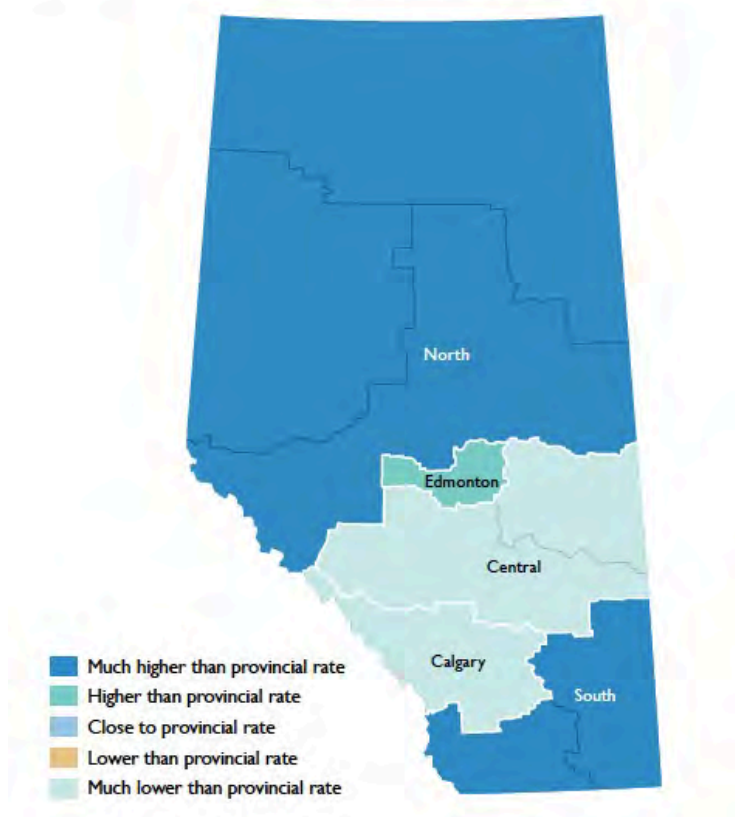 North
Edmonton
Central
Calgary
South
Much higher than provincial rate
Higher than provincial rate
Close to provincial rate
Lower than provincial rate
Much lower than provincial rate